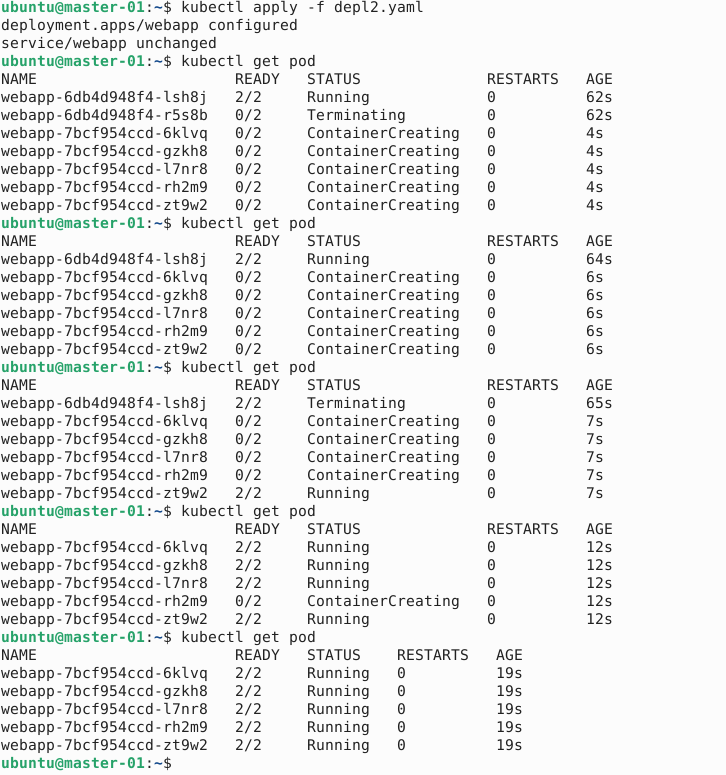 ubuntu@master-01:~$ kubectl apply -f depl2.yaml
deployment.apps/webapp configured
service/webapp unchanged
ubuntu@master-01:~$ kubectl get pod
NAME                      READY   STATUS              RESTARTS   AGE
webapp-6db4d948f4-lsh8j   2/2     Running             0          62s
webapp-6db4d948f4-r5s8b   0/2     Terminating         0          62s
webapp-7bcf954ccd-6klvq   0/2     ContainerCreating   0          4s
webapp-7bcf954ccd-gzkh8   0/2     ContainerCreating   0          4s
webapp-7bcf954ccd-l7nr8   0/2     ContainerCreating   0          4s
webapp-7bcf954ccd-rh2m9   0/2     ContainerCreating   0          4s
webapp-7bcf954ccd-zt9w2   0/2     ContainerCreating   0          4s
ubuntu@master-01:~$ kubectl get pod
NAME                      READY   STATUS              RESTARTS   AGE
webapp-6db4d948f4-lsh8j   2/2     Running             0          64s
webapp-7bcf954ccd-6klvq   0/2     ContainerCreating   0          6s
webapp-7bcf954ccd-gzkh8   0/2     ContainerCreating   0          6s
webapp-7bcf954ccd-l7nr8   0/2     ContainerCreating   0          6s
webapp-7bcf954ccd-rh2m9   0/2     ContainerCreating   0          6s
webapp-7bcf954ccd-zt9w2   0/2     ContainerCreating   0          6s
ubuntu@master-01:~$ kubectl get pod
NAME                      READY   STATUS              RESTARTS   AGE
webapp-6db4d948f4-lsh8j   2/2     Terminating         0          65s
webapp-7bcf954ccd-6klvq   0/2     ContainerCreating   0          7s
webapp-7bcf954ccd-gzkh8   0/2     ContainerCreating   0          7s
webapp-7bcf954ccd-l7nr8   0/2     ContainerCreating   0          7s
webapp-7bcf954ccd-rh2m9   0/2     ContainerCreating   0          7s
webapp-7bcf954ccd-zt9w2   2/2     Running             0          7s
ubuntu@master-01:~$ kubectl get pod
NAME                      READY   STATUS              RESTARTS   AGE
webapp-7bcf954ccd-6klvq   2/2     Running             0          12s
webapp-7bcf954ccd-gzkh8   2/2     Running             0          12s
webapp-7bcf954ccd-l7nr8   2/2     Running             0          12s
webapp-7bcf954ccd-rh2m9   0/2     ContainerCreating   0          12s
webapp-7bcf954ccd-zt9w2   2/2     Running             0          12s
ubuntu@master-01:~$ kubectl get pod
NAME                      READY   STATUS    RESTARTS   AGE
webapp-7bcf954ccd-6klvq   2/2     Running   0          19s
webapp-7bcf954ccd-gzkh8   2/2     Running   0          19s
webapp-7bcf954ccd-l7nr8   2/2     Running   0          19s
webapp-7bcf954ccd-rh2m9   2/2     Running   0          19s
webapp-7bcf954ccd-zt9w2   2/2     Running   0          19s
ubuntu@master-01:~$